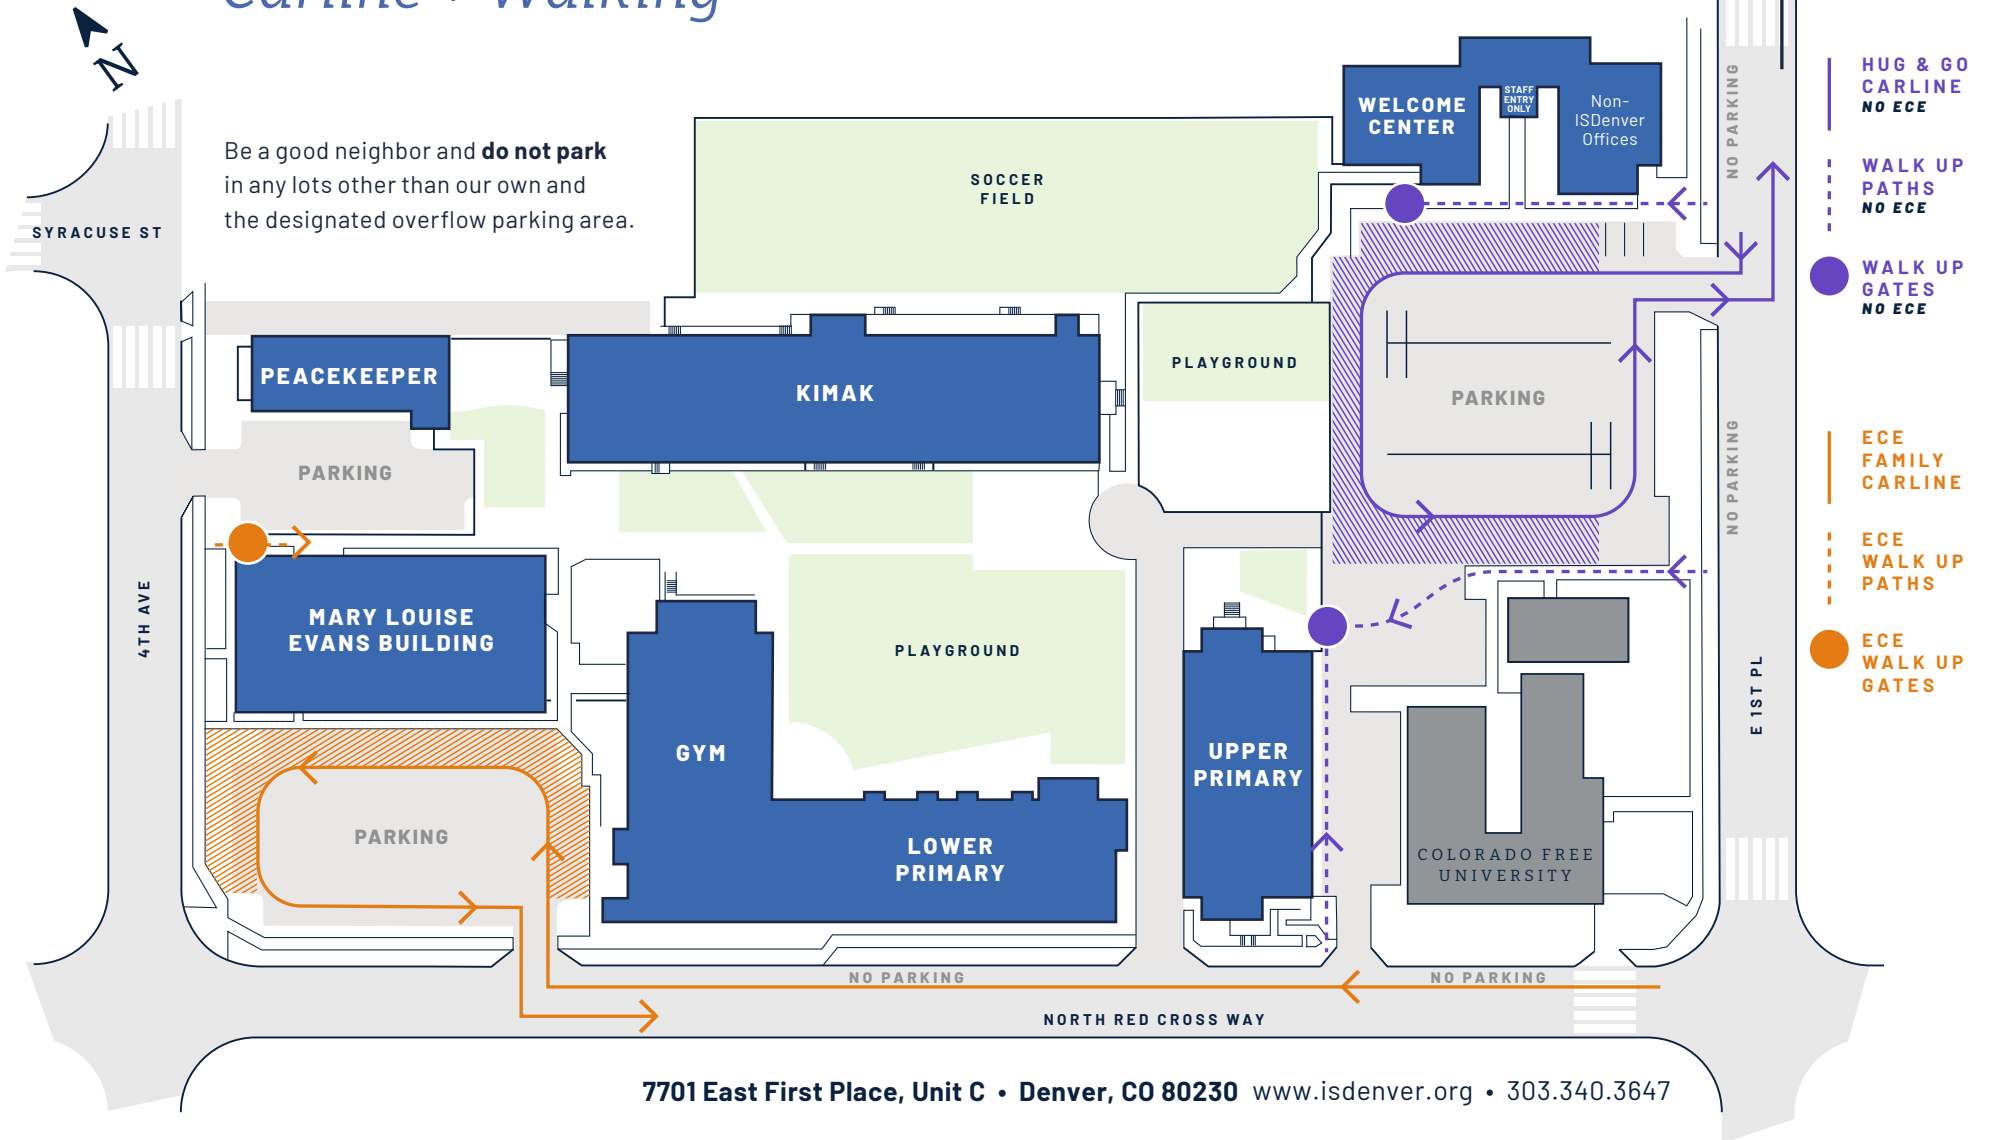 Carline + Walking
N
Be a good neighbor and do not park
in any lots other than our own and
the designated overflow parking area.
SYRACUSE ST
SOCCER
FIELD
WELCOME
CENTER
STAFF
ENTRY
ONLY
Non-
ISDenver
Offices
NO PARKING
HUG & GO
CARLINE
NO ECE
WALK UP
PATHS
NO ECE
WALK UP
GATES
NO ECE
PEACEKEEPER
KIMAK
PLAYGROUND
PARKING
PARKING
NO PARKING
ECE
FAMILY
CARLINE
ECE
WALK UP
PATHS
ECE
WALK UP
GATES
4TH AVE
MARY LOUISE
EVANS BUILDING
PLAYGROUND
E 1ST PL
GYM
UPPER
PRIMARY
PARKING
LOWER
PRIMARY
COLORADO FREE
UNIVERSITY
NO PARKING
NO PARKING
NORTH RED CROSS WAY
7701 East First Place, Unit C • Denver, CO 80230 www.isdenver.org • 303.340.3647